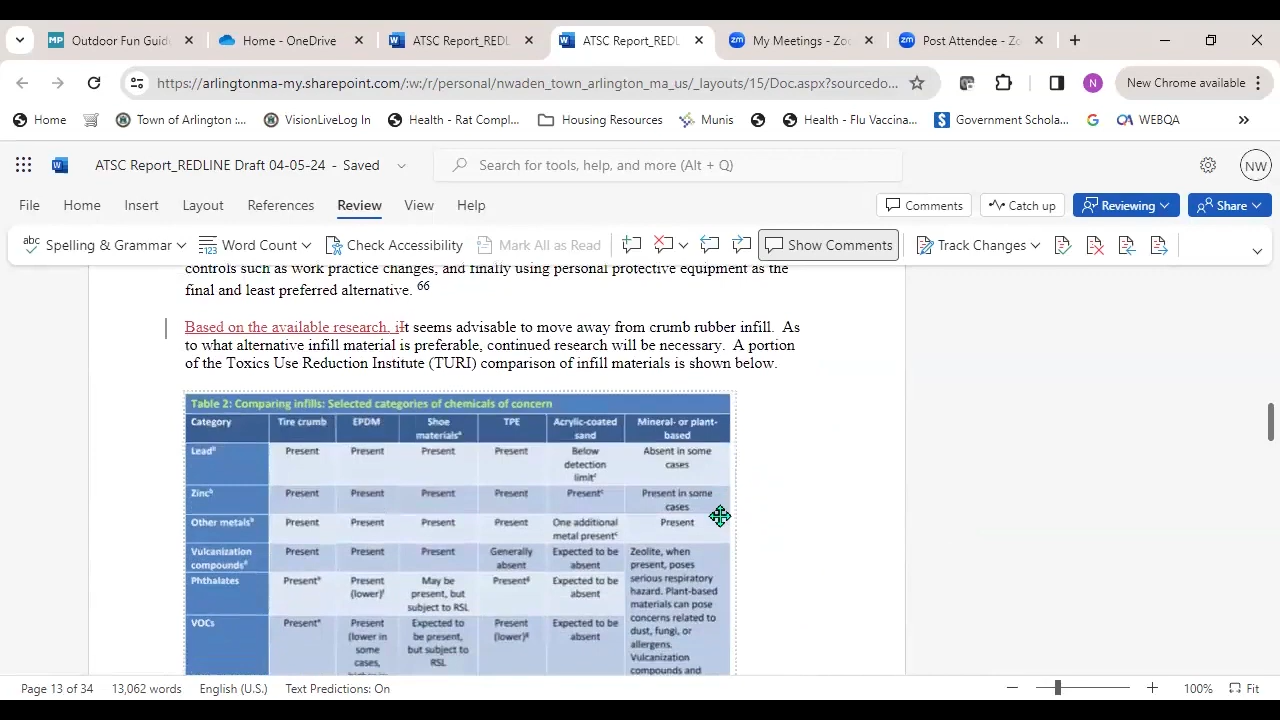 Outdoor Fun Guid
Home - OneDrive
ATSC Report_REDL
ATSC Report_REDL
My Meetings - Zoo
Post Attendee - Zo
https://arlingtonma-my.sharepoint.com/:w:/r/personal/nwaden_town_arlington_ma_us/_layouts/15/Doc.aspx?sourcedo...
N
New Chrome available
Home
Town of Arlington :...
VisionLiveLog In
Health - Rat Compl...
Housing Resources
Munis
Health - Flu Vaccina...
Government Schola...
WEBQA
ATSC Report_REDLINE Draft 04-05-24 - Saved
Search for tools, help, and more (Alt + Q)
NW
File Home Insert Layout References Review View Help
Comments Catch up Reviewing Share
Spelling & Grammar Word Count Check Accessibility Mark All as Read Show Comments Track Changes
controls such as work practice changes, and finally using personal protective equipment as the
final and least preferred alternative. 66
Based on the available research, iIt seems advisable to move away from crumb rubber infill. As
to what alternative infill material is preferable, continued research will be necessary. A portion
of the Toxics Use Reduction Institute (TURI) comparison of infill materials is shown below.
Table 2: Comparing infills: Selected categories of chemicals of concern
Category Tire crumb EPDM Shoe materialsa TPE Acrylic-coated sand Mineral- or plant-based
Leadb Present Present Present Present Below detection limitc Absent in some cases
Zincb Present Present Present Present Presentc Present in some cases
Other metalsb Present Present Present Present One additional metal presentc Present
Vulcanization compoundsd Present Present Present Generally absent Expected to be absent Zeolite, when present, poses serious respiratory hazard. Plant-based materials can pose concerns related to dust, fungi, or allergens. Vulcanization compounds and
Phthalates Presente Present (lower)f May be present, but subject to RSL Presentg Expected to be absent
VOCs Presente Present (lower in some cases, Expected to be present, but subject to RSL Present (lower)g Expected to be absent
Page 13 of 34 13,062 words English (U.S.) Text Predictions: On
100% Fit